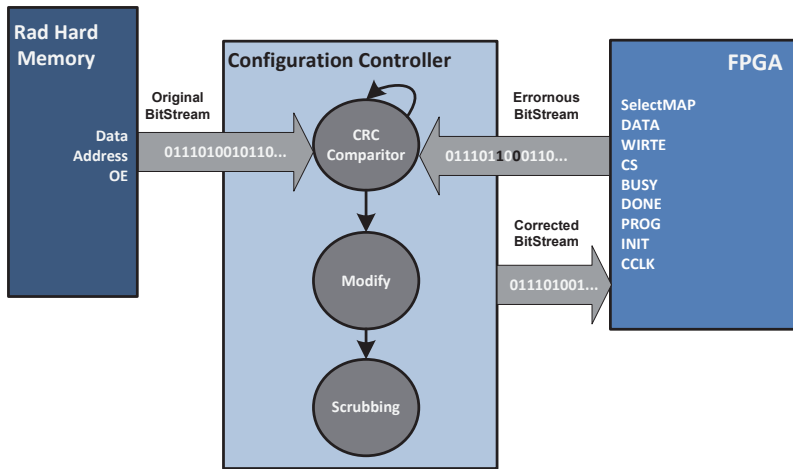 Rad Hard
Memory
Data
Address
OE
Original
BitStream
0111010010110...
Configuration Controller
CRC
Comparitor
Modify
Scrubbing
Errornous
BitStream
0111011000110...
Corrected
BitStream
011101001...
FPGA
SelectMAP
DATA
WIRTE
CS
BUSY
DONE
PROG
INIT
CCLK